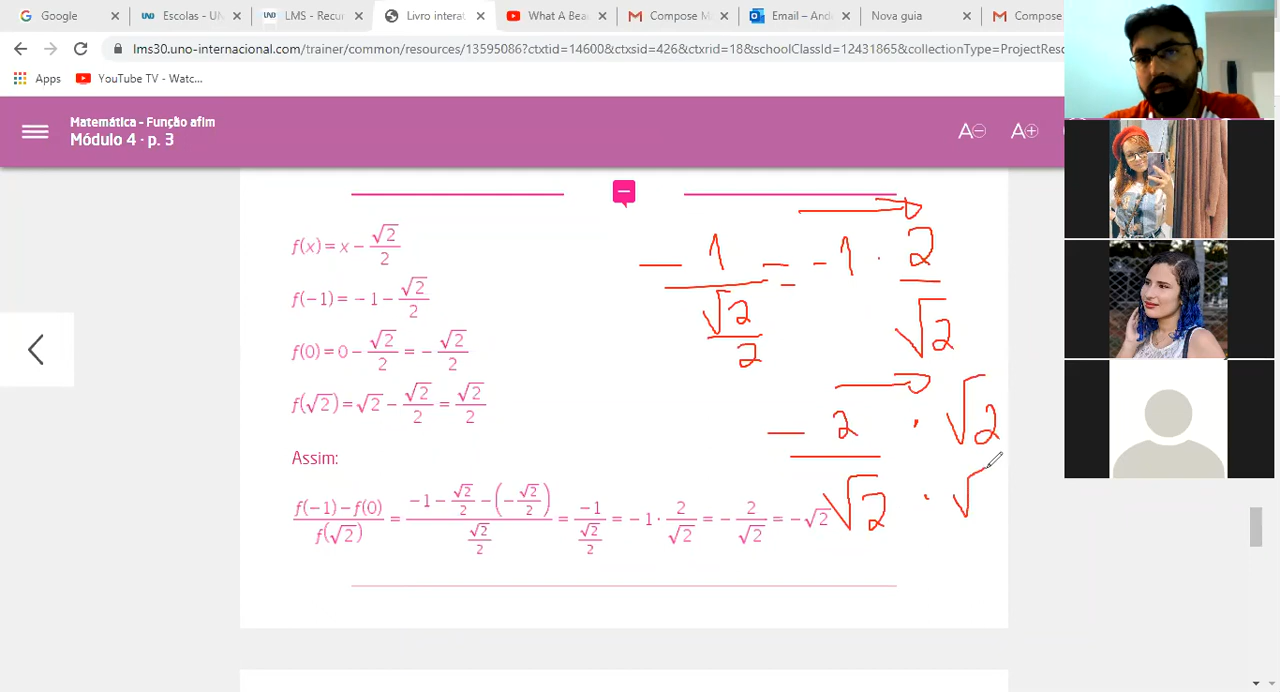 Google
Escolas - UN
LMS - Recur
Livro interat
What A Bea
Compose M
Email – And
Nova guia
Compose
lms30.uno-internacional.com/trainer/common/resources/13595086?ctxtid=14600&ctxsid=426&ctxrid=18&schoolClassId=12431865&collectionType=ProjectReso
Apps
YouTube TV - Watc...
Matemática - Função afim
Módulo 4 · p. 3
A
A
f(x) = x − √2/2
f(−1) = −1 − √2/2
f(0) = 0 − √2/2 = − √2/2
f(√2) = √2 − √2/2 = √2/2
Assim:
(f(−1) − f(0))/f(√2) = (−1 − √2/2 − (−√2/2))/(√2/2) = −1/(√2/2) = −1 · 2/√2 = − 2/√2 = −√2
− 1/(√2/2) = −1 · 2/√2
− 2/√2 · √2/√